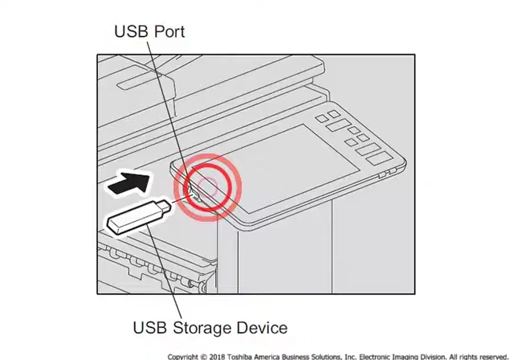 USB Port
USB Storage Device
Copyright © 2018 Toshiba America Business Solutions, Inc. Electronic Imaging Division. All rights reserved.